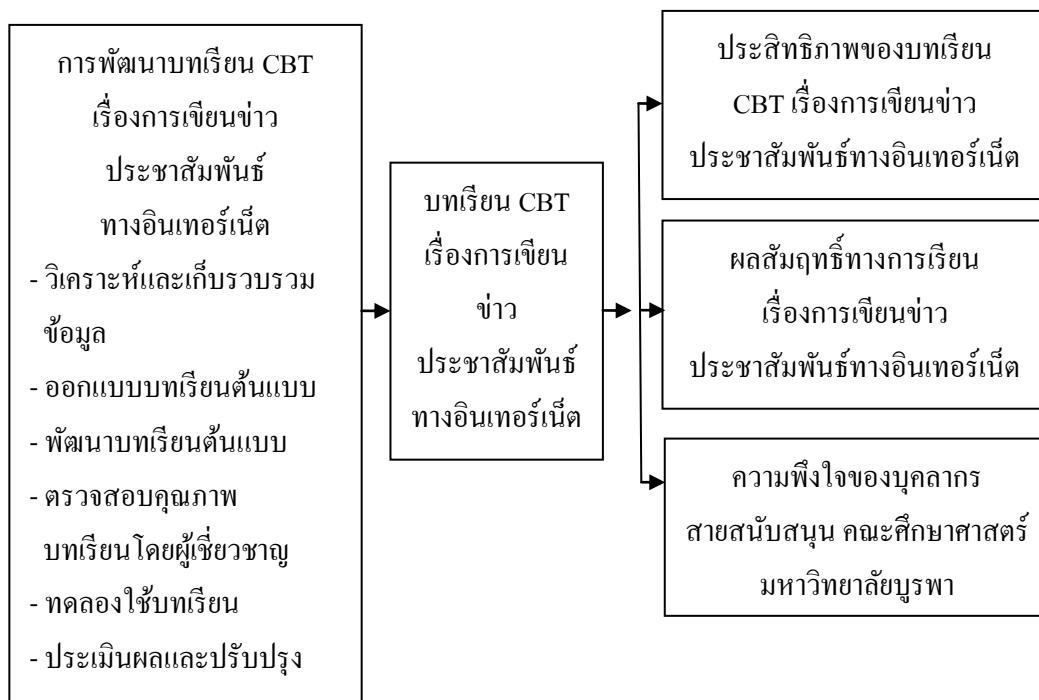 การพัฒนาบทเรียน CBT
เรื่องการเขียนข่าว
ประชาสัมพันธ์
ทางอินเทอร์เน็ต
- วิเคราะห์และเก็บรวบรวม
ข้อมูล
- ออกแบบบทเรียนต้นแบบ
- พัฒนาบทเรียนต้นแบบ
- ตรวจสอบคุณภาพ
บทเรียนโดยผู้เชี่ยวชาญ
- ทดลองใช้บทเรียน
- ประเมินผลและปรับปรุง
บทเรียน CBT
เรื่องการเขียน
ข่าว
ประชาสัมพันธ์
ทางอินเทอร์เน็ต
ประสิทธิภาพของบทเรียน
CBT เรื่องการเขียนข่าว
ประชาสัมพันธ์ทางอินเทอร์เน็ต
ผลสัมฤทธิ์ทางการเรียน
เรื่องการเขียนข่าว
ประชาสัมพันธ์ทางอินเทอร์เน็ต
ความพึงใจของบุคลากร
สายสนับสนุน คณะศึกษาศาสตร์
มหาวิทยาลัยบูรพา